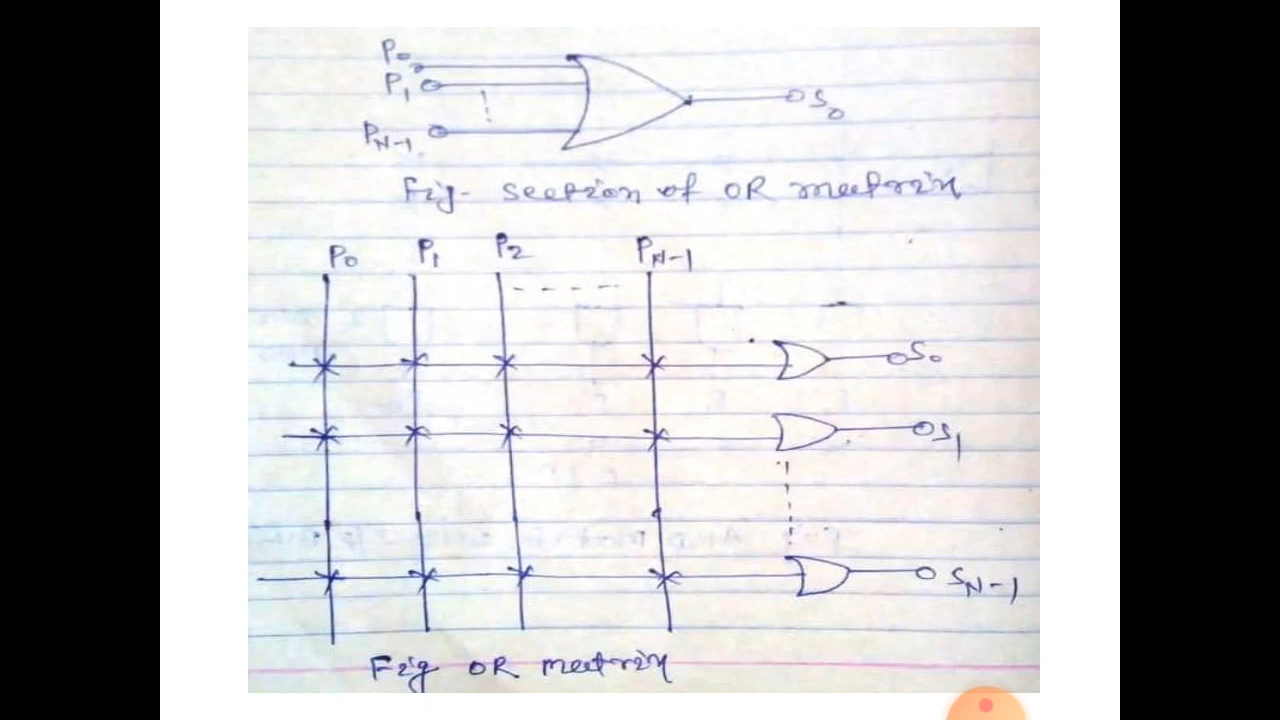 P0
P1
PN-1
S0
Fig- section of OR matrix
P0 P1 P2 PN-1
S0
S1
SN-1
Fig OR matrix